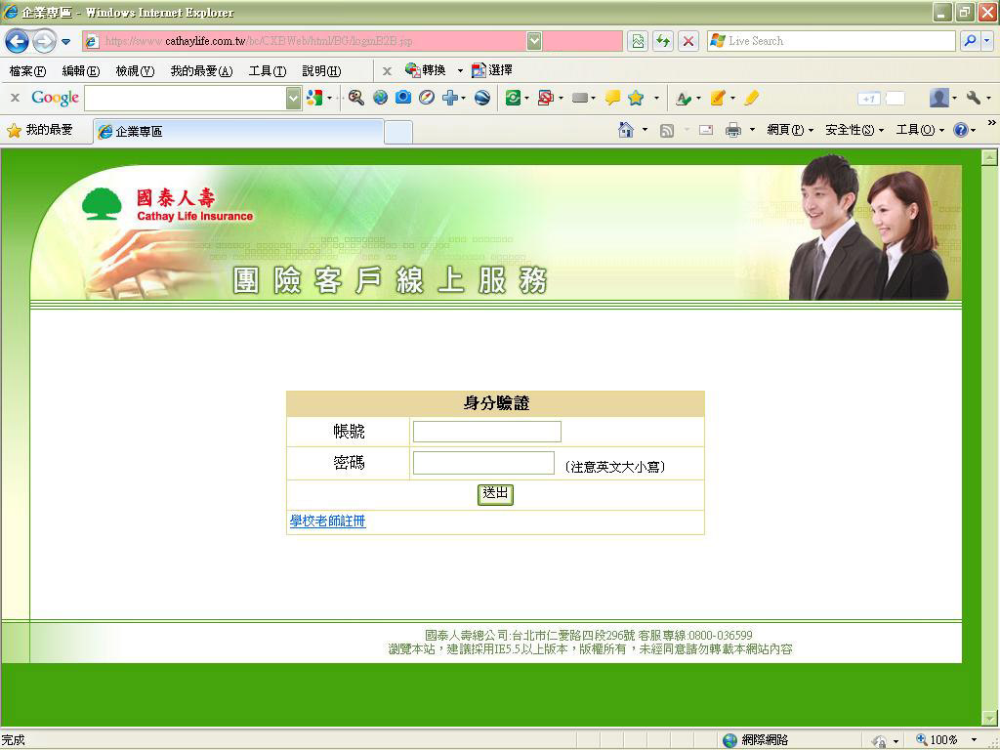 企業專區 - Windows Internet Explorer
https://www.cathaylife.com.tw/bc/CXBWeb/html/BG/loginB2B.jsp
Live Search
檔案(F) 編輯(E) 檢視(V) 我的最愛(A) 工具(T) 說明(H) x 轉換 選擇
x Google +1
我的最愛 企業專區 網頁(P) 安全性(S) 工具(O) »
國泰人壽
Cathay Life Insurance
團險客戶線上服務
身分驗證
帳號
密碼 (注意英文大小寫)
送出
學校老師註冊
國泰人壽總公司:台北市仁愛路四段296號 客服專線:0800-036599
瀏覽本站，建議採用IE5.5以上版本，版權所有，未經同意請勿轉載本網站內容
完成 網際網路 100%